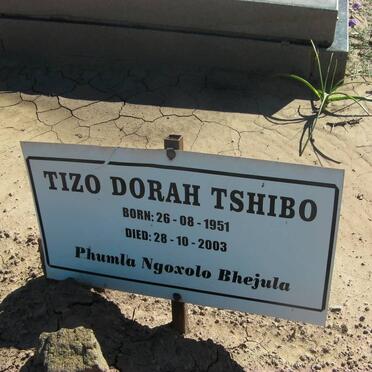 TIZO DORAH TSHIBO
BORN: 26 - 08 - 1951
DIED: 28 - 10 - 2003
Phumla Ngoxolo Bhejula